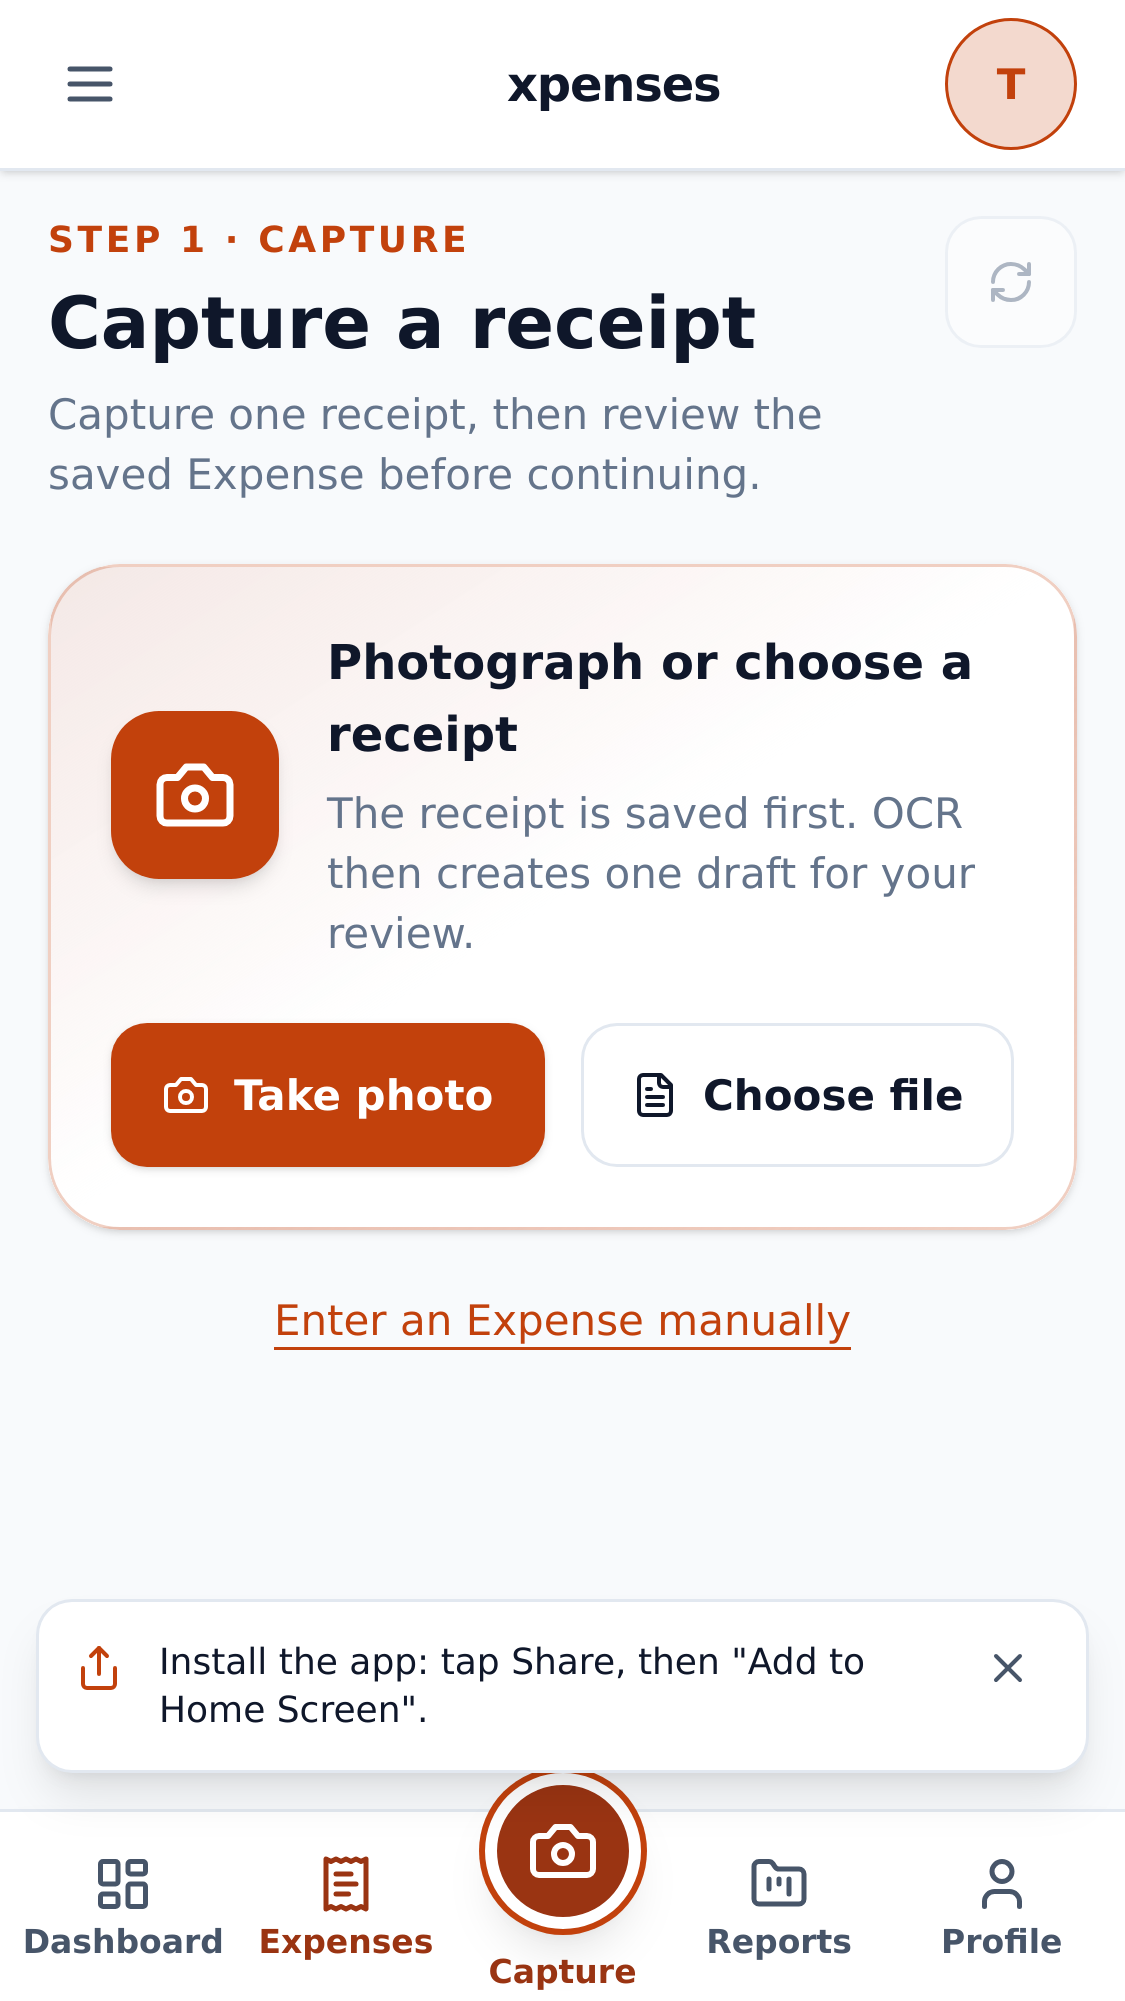 xpenses
T
STEP 1 · CAPTURE
Capture a receipt
Capture one receipt, then review the
saved Expense before continuing.
Photograph or choose a
receipt
The receipt is saved first. OCR
then creates one draft for your
review.
Take photo
Choose file
Enter an Expense manually
Install the app: tap Share, then "Add to
Home Screen".
Dashboard
Expenses
Capture
Reports
Profile